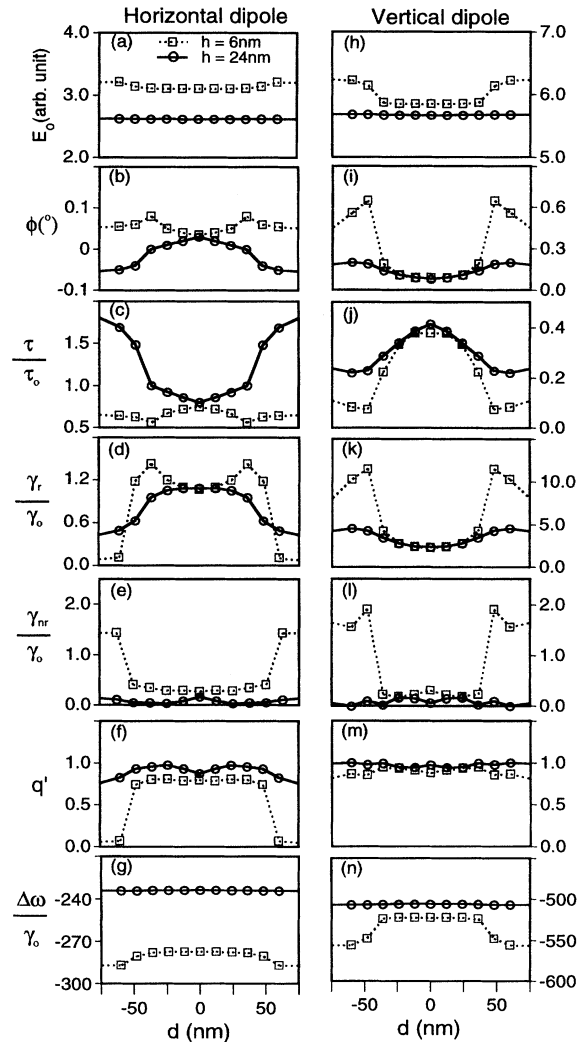 Horizontal dipole
Vertical dipole
(a)
h = 6nm
h = 24nm
E₀(arb. unit)
4.0
3.0
2.0
(h)
7.0
6.0
5.0
(b)
ϕ(°)
0.1
0
-0.1
(i)
0.6
0.3
0.0
(c)
τ
τₒ
1.5
1.0
0.5
(j)
0.4
0.2
0.0
(d)
γᵣ
γₒ
1.2
0.6
0.0
(k)
10.0
5.0
0.0
(e)
γₙᵣ
γₒ
2.0
1.0
0.0
(l)
2.0
1.0
0.0
(f)
q'
1.0
0.5
0.0
(m)
1.0
0.5
0.0
(g)
Δω
γₒ
-240
-270
-300
(n)
-500
-550
-600
-50 0 50
-50 0 50
d (nm)
d (nm)